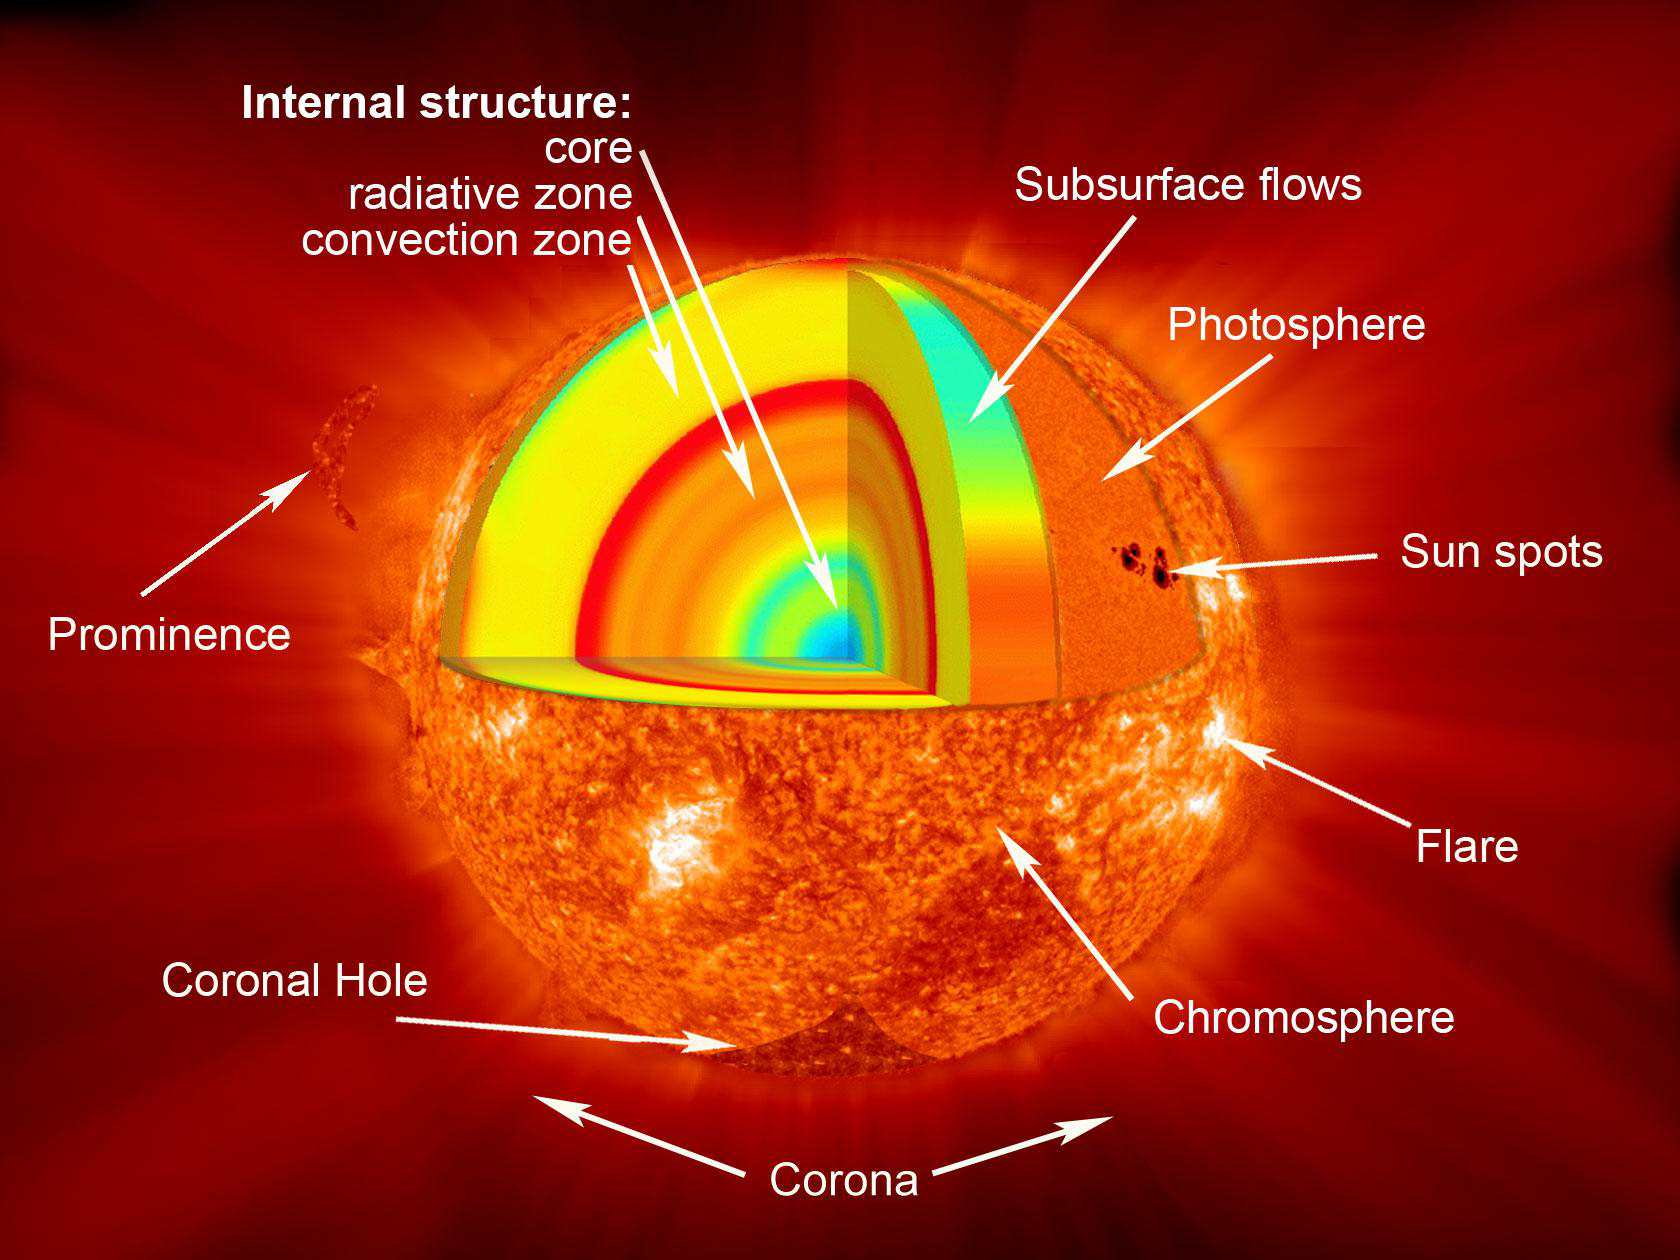 Internal structure:
core
radiative zone
convection zone
Subsurface flows
Photosphere
Sun spots
Prominence
Flare
Coronal Hole
Chromosphere
Corona